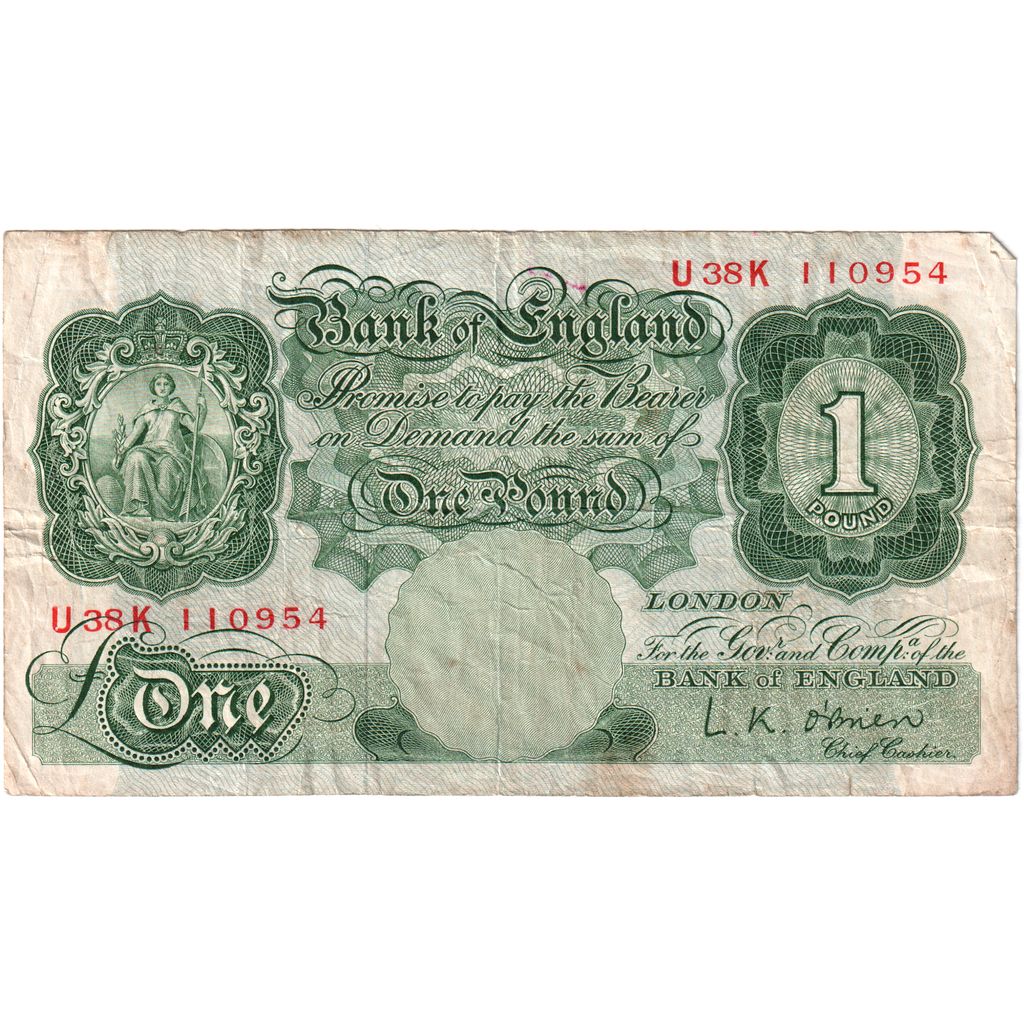 U38K 110954
Bank of England
Promise to pay the Bearer
on Demand the sum of
One Pound
1
POUND
U38K 110954
£One
LONDON
For the Govr. and Compa. of the
BANK of ENGLAND
L. K. O'Brien
Chief Cashier.